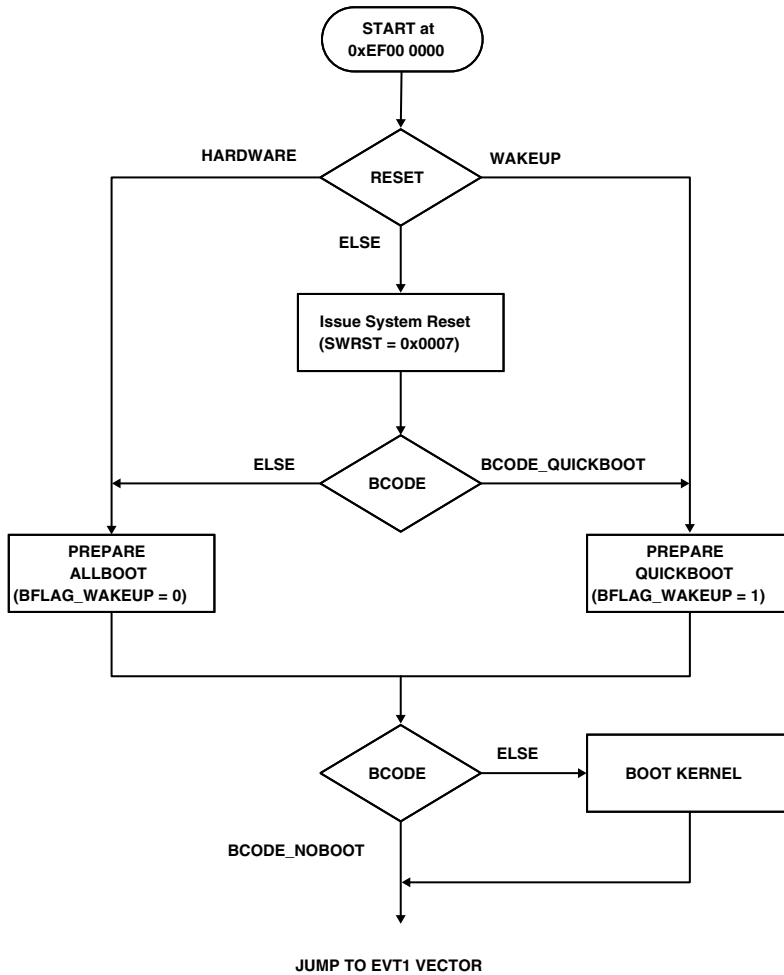 START at
0xEF00 0000
HARDWARE
WAKEUP
RESET
ELSE
Issue System Reset
(SWRST = 0x0007)
ELSE
BCODE_QUICKBOOT
BCODE
PREPARE
ALLBOOT
(BFLAG_WAKEUP = 0)
PREPARE
QUICKBOOT
(BFLAG_WAKEUP = 1)
ELSE
BCODE
BOOT KERNEL
BCODE_NOBOOT
JUMP TO EVT1 VECTOR